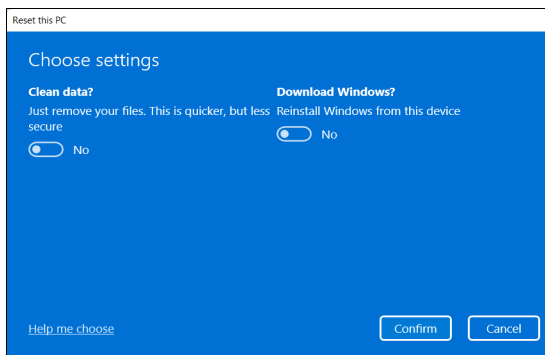 Reset this PC
Choose settings
Clean data?
Just remove your files. This is quicker, but less
secure
No
Download Windows?
Reinstall Windows from this device
No
Help me choose
Confirm
Cancel